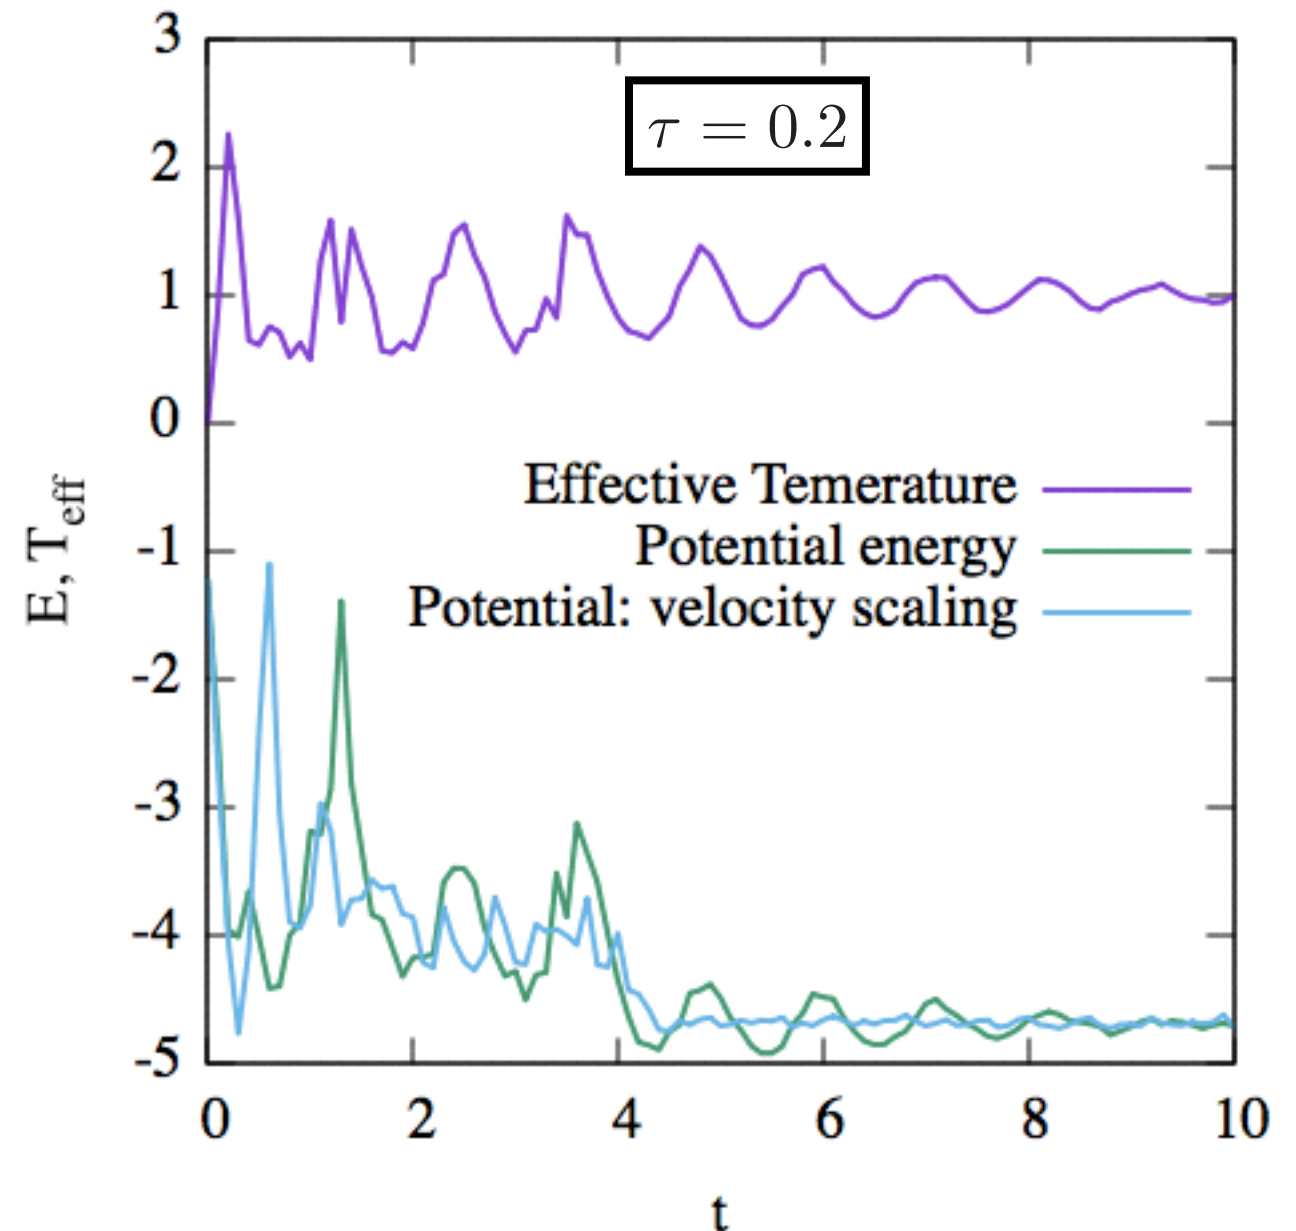 3
τ = 0.2
2
1
0
Effective Temerature
-1
Potential energy
Potential: velocity scaling
E, T_eff
-2
-3
-4
-5
0 2 4 6 8 10
t